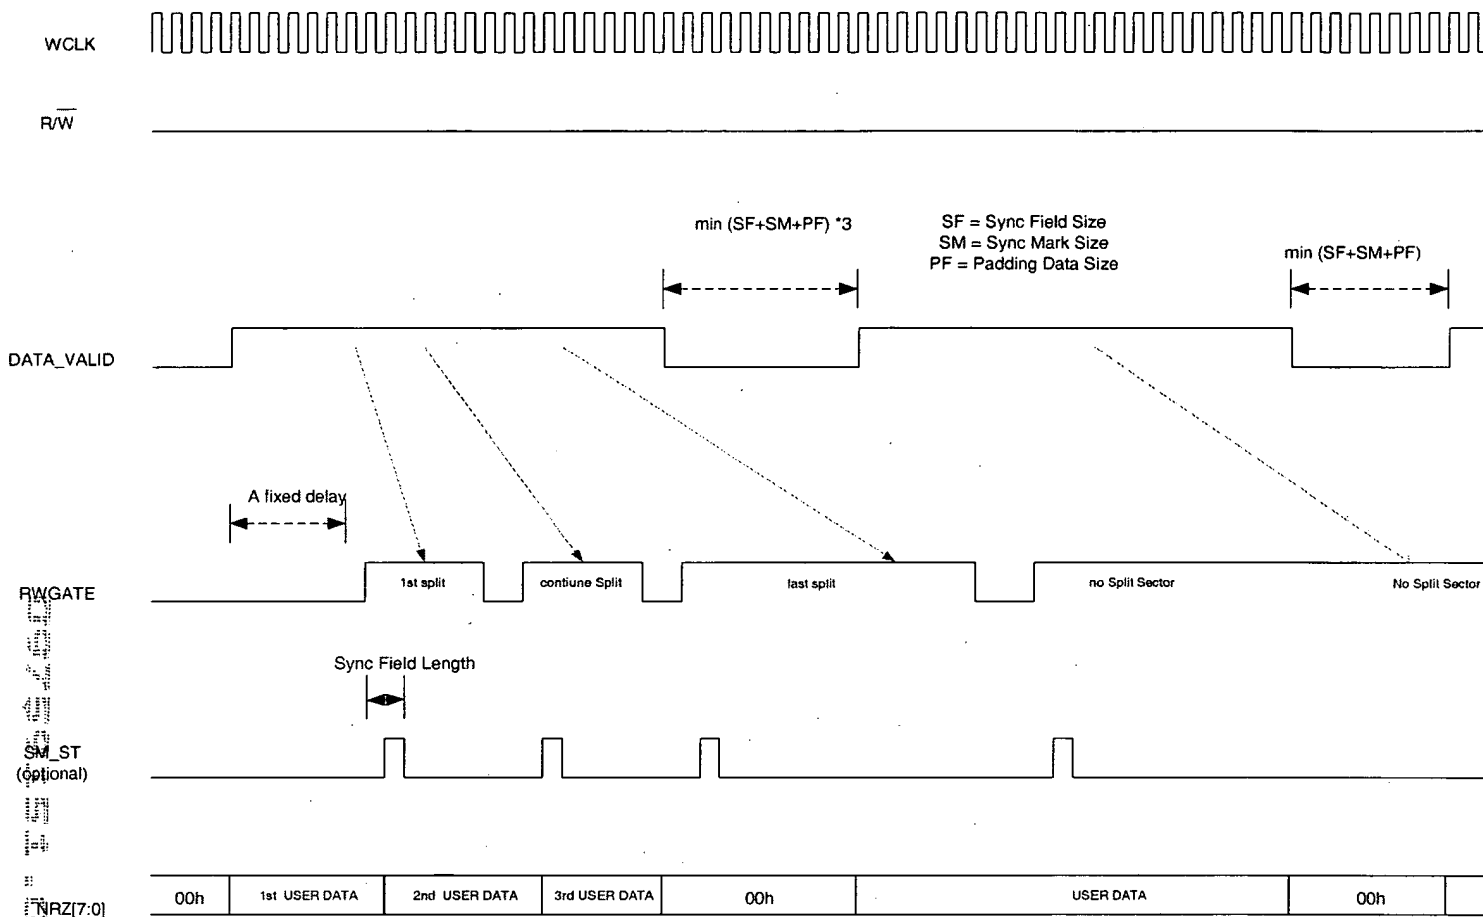 WCLK
R/W
min (SF+SM+PF) *3
SF = Sync Field Size
SM = Sync Mark Size
PF = Padding Data Size
min (SF+SM+PF)
DATA_VALID
A fixed delay
RWGATE
1st split
contiune Split
last split
no Split Sector
No Split Sector
Sync Field Length
SM_ST
(optional)
NRZ[7:0]
00h
1st USER DATA
2nd USER DATA
3rd USER DATA
00h
USER DATA
00h